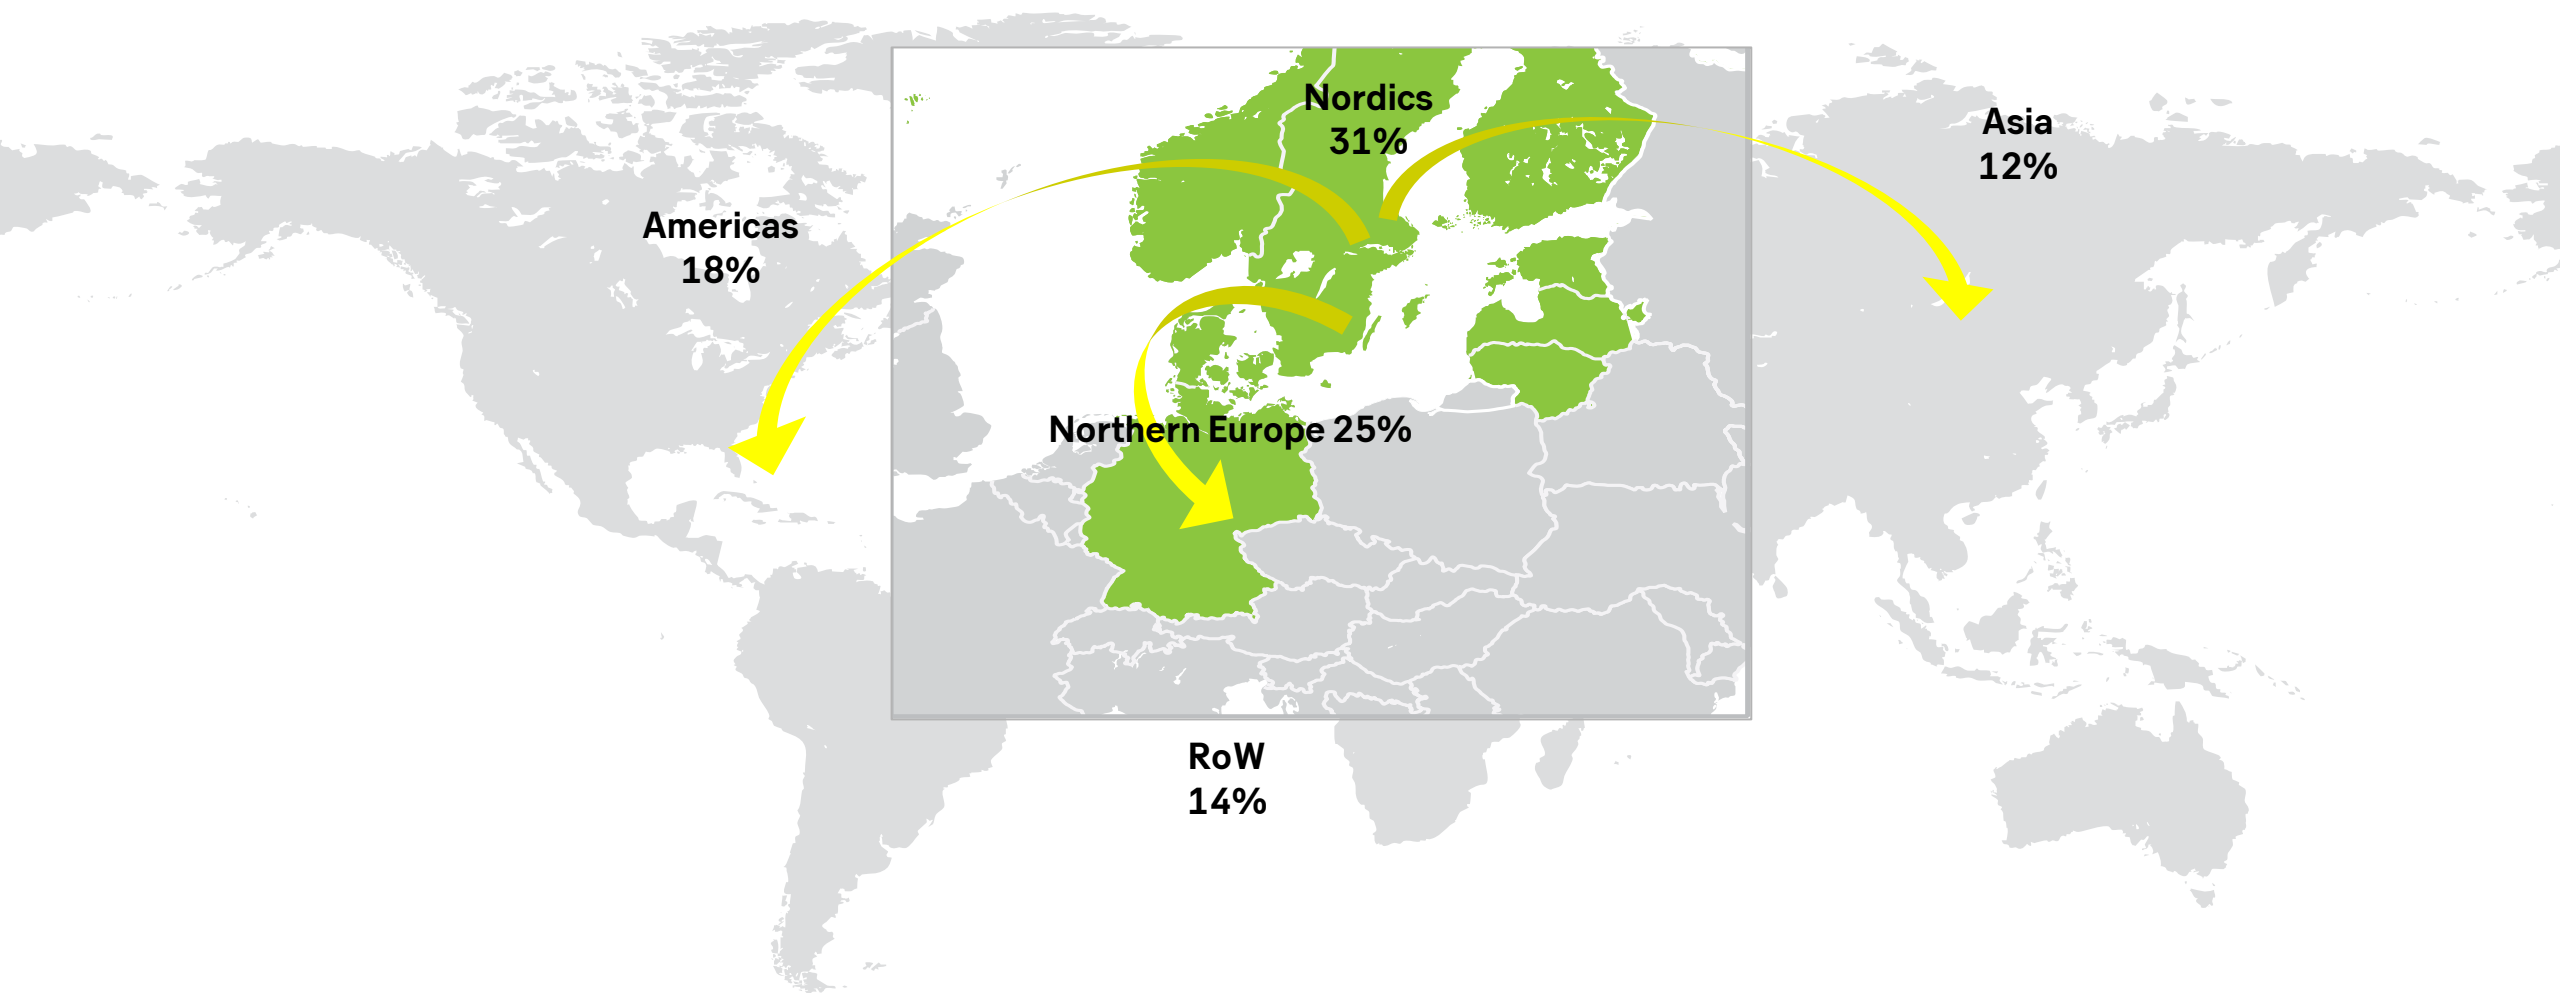 Nordics
31%
Asia
12%
Americas
18%
Northern Europe 25%
RoW
14%